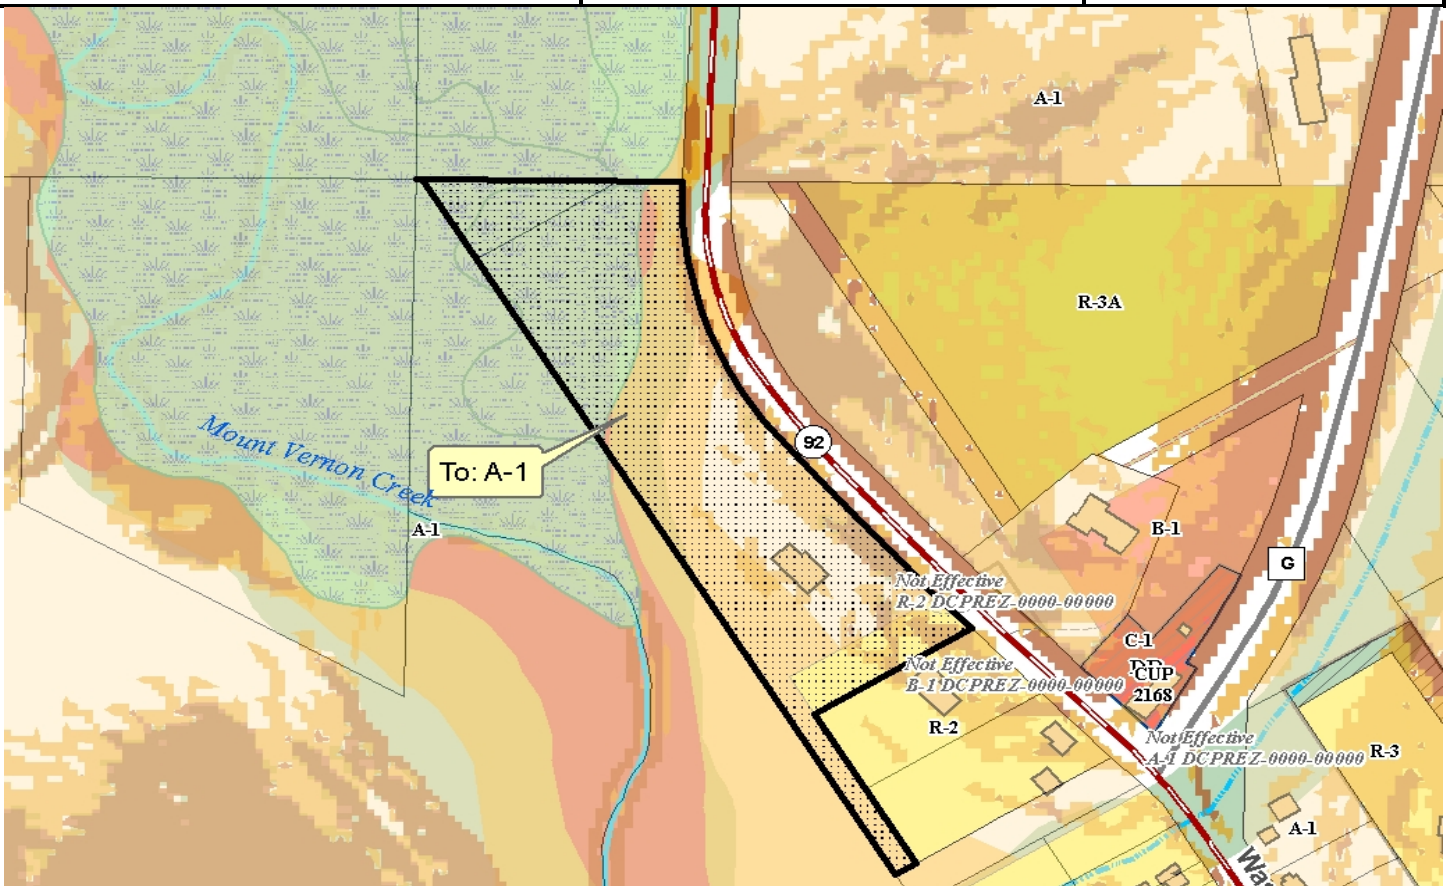 A-1
R-3A
92
Mount Vernon Creek
To: A-1
A-1
B-1
G
Not Effective
R-2 DCPREZ-0000-00000
C-1
CUP
2168
Not Effective
B-1 DCPREZ-0000-00000
R-2
Not Effective
A-1 DCPREZ-0000-00000
R-3
A-1